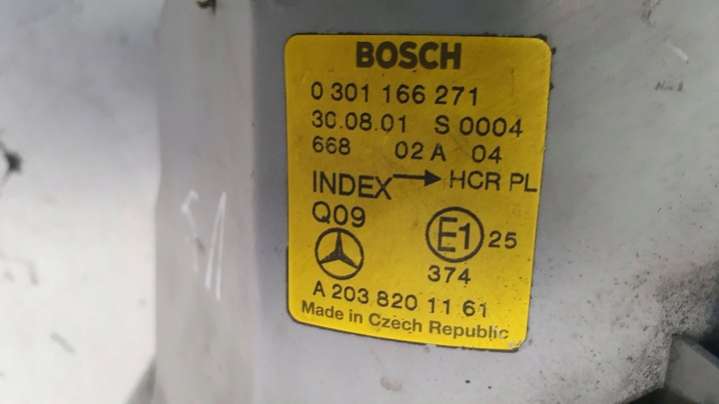 BOSCH
0 301 166 271
30.08.01 S 0004
668 02 A 04
INDEX → HCR PL
Q09
E1 25
374
A 203 820 11 61
Made in Czech Republic